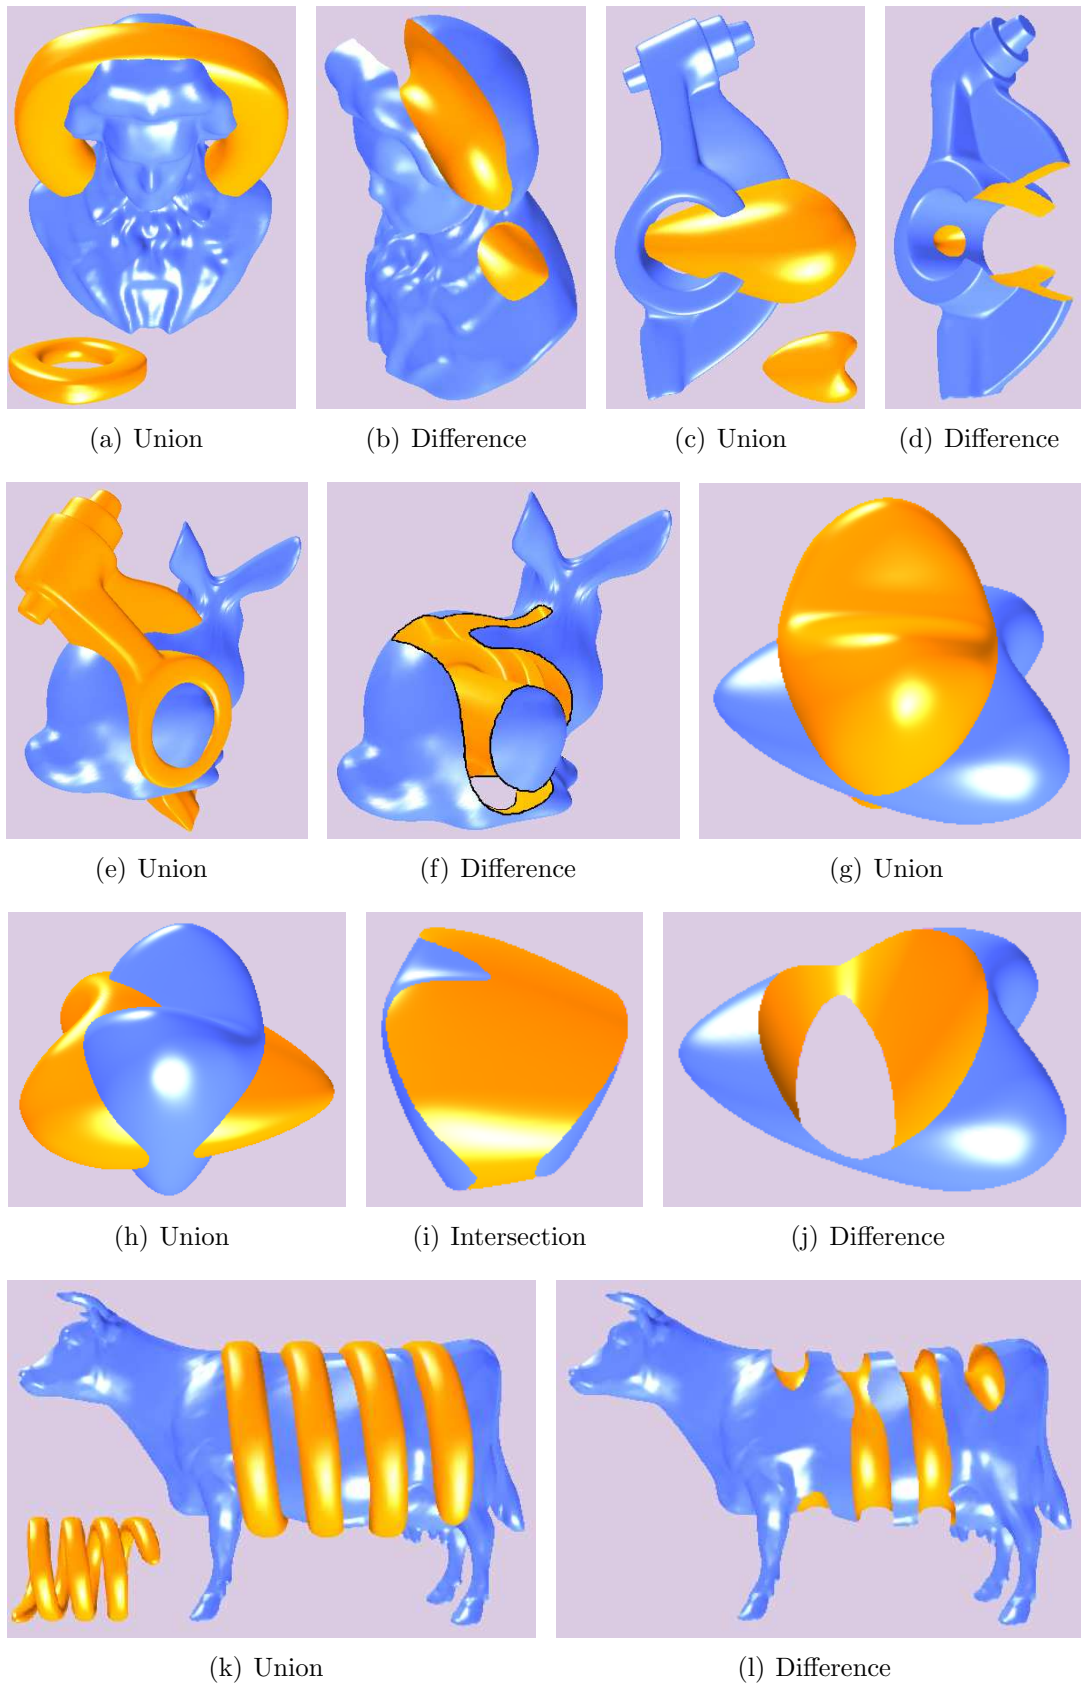 (a) Union
(b) Difference
(c) Union
(d) Difference
(e) Union
(f) Difference
(g) Union
(h) Union
(i) Intersection
(j) Difference
(k) Union
(l) Difference